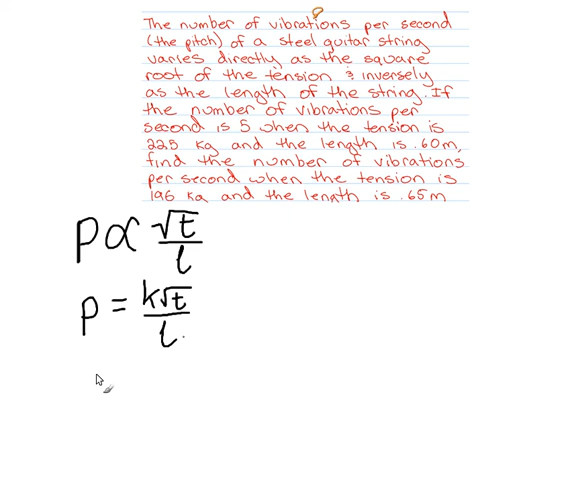 P
The number of vibrations per second
(the pitch) of a steel guitar string
varies directly as the square
root of the tension & inversely
as the length of the string. If
the number of vibrations per
second is 5 when the tension is
225 kg and the length is .60m,
find the number of vibrations
per second when the tension is
196 kg and the length is .65m
P ∝ √t / l
P = k√t / l